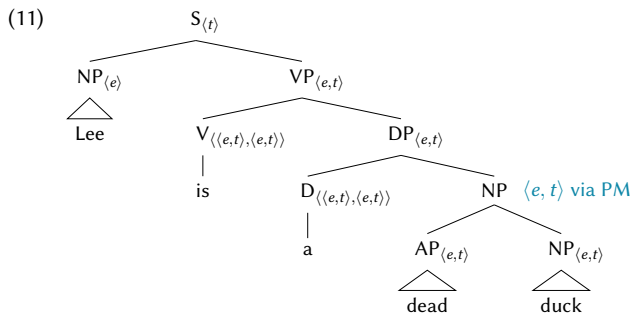 (11) S⟨t⟩
NP⟨e⟩ VP⟨e,t⟩
Lee V⟨⟨e,t⟩,⟨e,t⟩⟩ DP⟨e,t⟩
is D⟨⟨e,t⟩,⟨e,t⟩⟩ NP ⟨e, t⟩ via PM
a AP⟨e,t⟩ NP⟨e,t⟩
dead duck